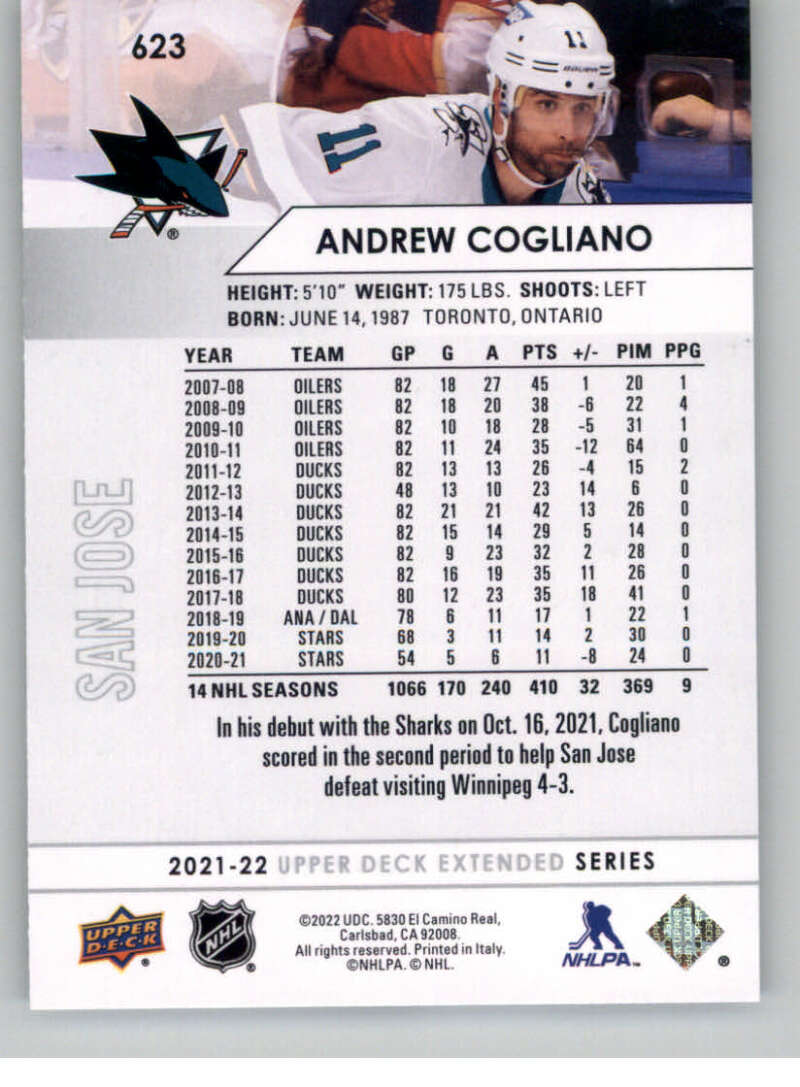 623
11
11
BAUER
ANDREW COGLIANO
HEIGHT: 5'10" WEIGHT: 175 LBS. SHOOTS: LEFT
BORN: JUNE 14, 1987 TORONTO, ONTARIO
YEAR TEAM GP G A PTS +/- PIM PPG
2007-08 OILERS 82 18 27 45 1 20 1
2008-09 OILERS 82 18 20 38 -6 22 4
2009-10 OILERS 82 10 18 28 -5 31 1
2010-11 OILERS 82 11 24 35 -12 64 0
2011-12 DUCKS 82 13 13 26 -4 15 2
2012-13 DUCKS 48 13 10 23 14 6 0
2013-14 DUCKS 82 21 21 42 13 26 0
2014-15 DUCKS 82 15 14 29 5 14 0
2015-16 DUCKS 82 9 23 32 2 28 0
2016-17 DUCKS 82 16 19 35 11 26 0
2017-18 DUCKS 80 12 23 35 18 41 0
2018-19 ANA / DAL 78 6 11 17 1 22 1
2019-20 STARS 68 3 11 14 2 30 0
2020-21 STARS 54 5 6 11 -8 24 0
14 NHL SEASONS 1066 170 240 410 32 369 9
SAN JOSE
In his debut with the Sharks on Oct. 16, 2021, Cogliano
scored in the second period to help San Jose
defeat visiting Winnipeg 4-3.
2021-22 UPPER DECK EXTENDED SERIES
UPPER
D·E·C·K
NHL
©2022 UDC. 5830 El Camino Real,
Carlsbad, CA 92008.
All rights reserved. Printed in Italy.
©NHLPA. © NHL.
NHLPA